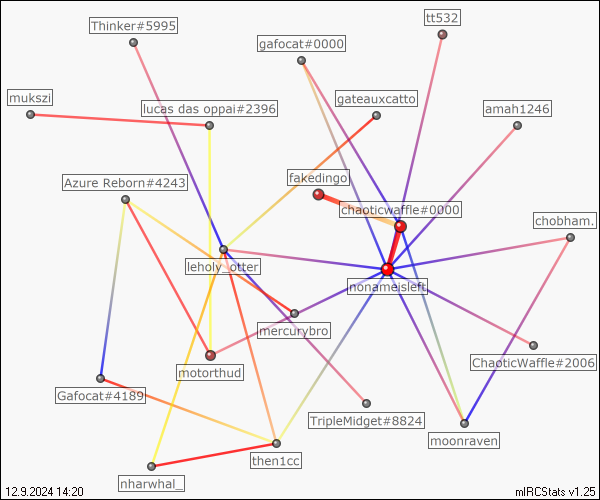 Thinker#5995
tt532
gafocat#0000
mukszi
lucas das oppai#2396
gateauxcatto
amah1246
Azure Reborn#4243
fakedingo
chaoticwaffle#0000
chobham.
leholy_otter
nonameisleft
mercurybro
motorthud
ChaoticWaffle#2006
Gafocat#4189
TripleMidget#8824
moonraven
then1cc
nharwhal_
12.9.2024 14:20
mIRCStats v1.25